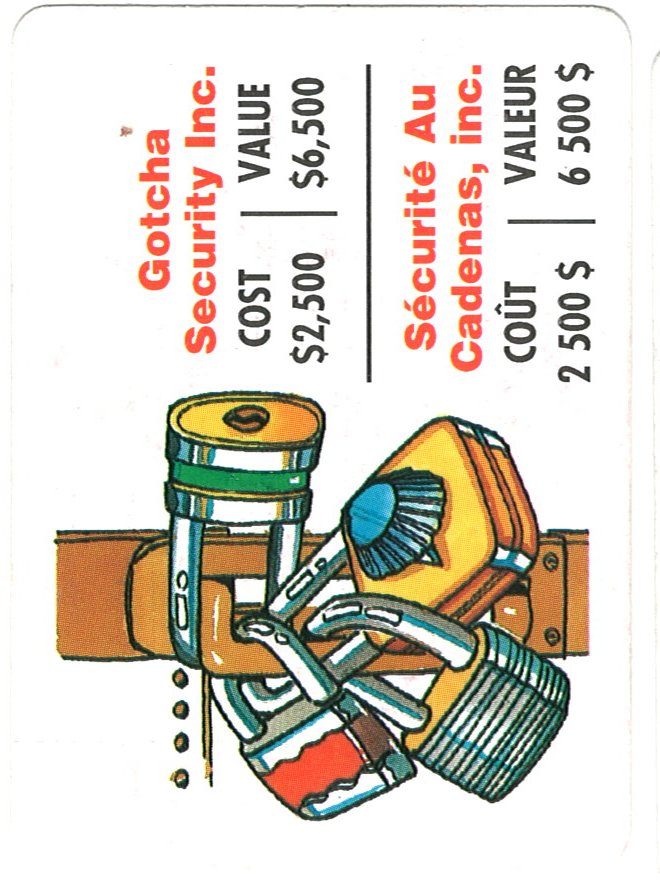 Gotcha
Security Inc.
COST | VALUE
$2,500 | $6,500
Sécurité Au
Cadenas, inc.
COÛT | VALEUR
2 500 $ | 6 500 $